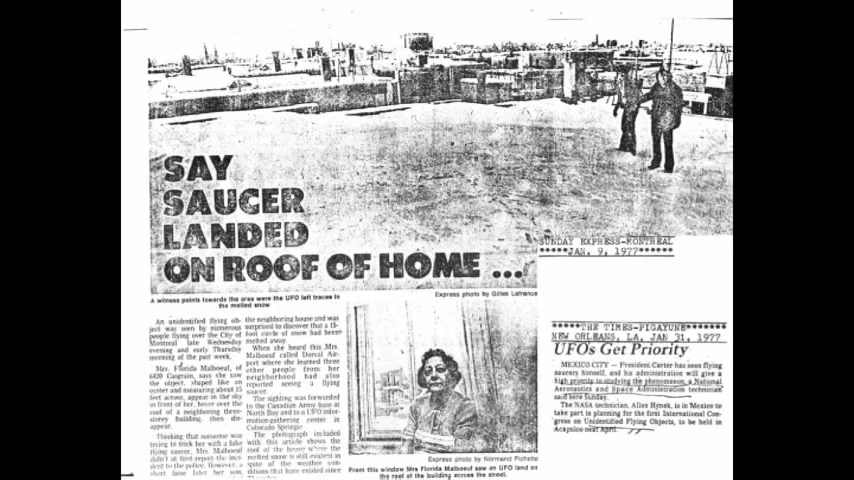 SAY
SAUCER
LANDED
ON ROOF OF HOME ...
SUNDAY EXPRESS-MONTREAL
*****JAN. 9, 1977*****
A witness points towards the area were the UFO left traces in
the melled snow
Express photo by Gilles Lafrance
An unidentified flying ob-
ject was seen by numerous
people flying over the City of
Montreal late Wednesday
evening and early Thursday
morning of the past week.
Mrs. Florida Malboeuf, of
6420 Casgrain, says she saw
the object, shaped like an
oyster and measuring about 15
feet across, appear in the sky
in front of her, hover over the
roof of a neighboring three-
storey building, then dis-
appear.
Thinking that someone was
trying to trick her with a fake
flying saucer, Mrs. Malboeuf
didn't at first report the inci-
dent to the police. However, a
short time later her son,
the neighboring house and was
surprised to discover that a 15-
foot circle of snow had been
melted away.
When she heard this Mrs.
Malboeuf called Dorval Air-
port where she learned three
other people from her
neighborhood had also
reported seeing a flying
saucer.
The sighting was forwarded
to the Canadian Army base at
North Bay and to a UFO infor-
mation-gathering center in
Colorado Springs.
The photograph included
with this article shows the
roof of the house where the
melted snow is still evident in
spite of the weather con-
ditions that have existed since
Express photo by Normand Pichette
From this window Mrs Florida Malboeuf saw an UFO land on
the roof of the building across the street.
*****THE TIMES-PICAYUNE*******
NEW ORLEANS, LA, JAN 31, 1977
UFOs Get Priority
MEXICO CITY — President Carter has seen flying
saucers himself, and his administration will give a
high priority to studying the phenomenon, a National
Aeronautics and Space Administration technician
said here Sunday.
The NASA technician, Allen Hynek, is in Mexico to
take part in planning for the first International Con-
gress on Unidentified Flying Objects, to be held in
Acapulco next April.